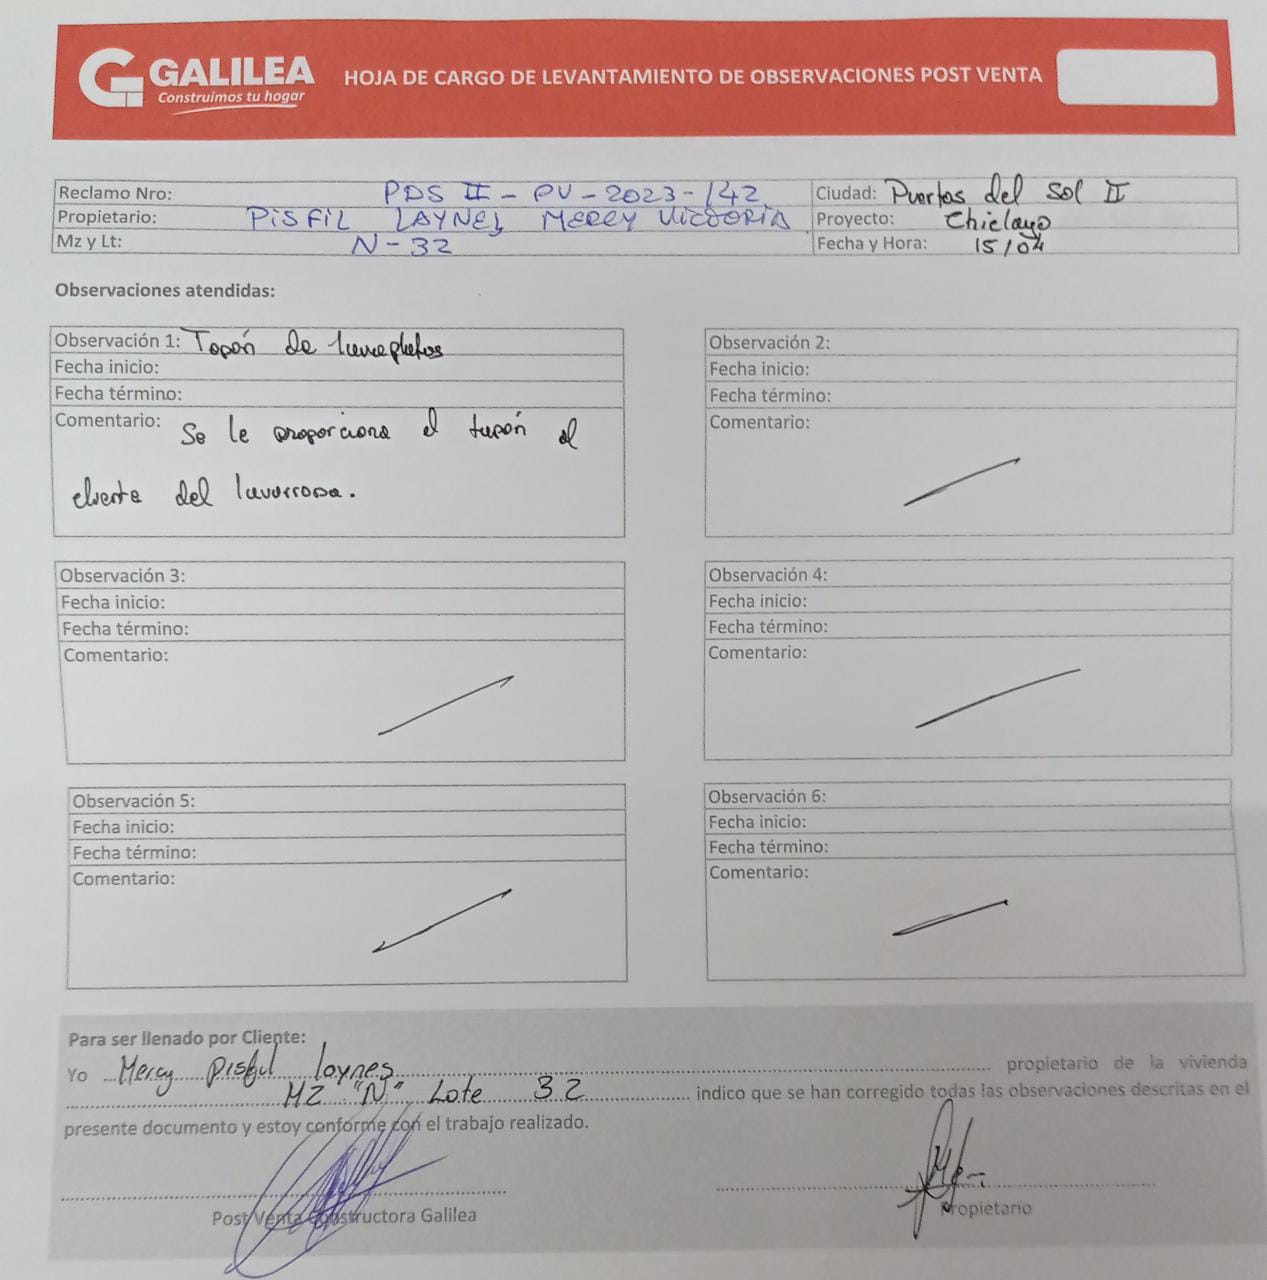 GALILEA
Construimos tu hogar
HOJA DE CARGO DE LEVANTAMIENTO DE OBSERVACIONES POST VENTA
Reclamo Nro: PDS II - PV - 2023 - 142
Ciudad: Puertas del Sol II
Propietario: PISFIL LAYNES MERCY VICTORIA
Proyecto: Chiclayo
Mz y Lt: N - 32
Fecha y Hora: 15/04
Observaciones atendidas:
Observación 1: Tapón de lavaplatos
Fecha inicio:
Fecha término:
Comentario: Se le proporciona el tapón al
cliente del lavarropa.
Observación 2:
Fecha inicio:
Fecha término:
Comentario:
Observación 3:
Fecha inicio:
Fecha término:
Comentario:
Observación 4:
Fecha inicio:
Fecha término:
Comentario:
Observación 5:
Fecha inicio:
Fecha término:
Comentario:
Observación 6:
Fecha inicio:
Fecha término:
Comentario:
Para ser llenado por Cliente:
Yo Mercy Pisfil laynes propietario de la vivienda
MZ "N" Lote 32 indico que se han corregido todas las observaciones descritas en el
presente documento y estoy conforme con el trabajo realizado.
Post Venta Constructora Galilea
Propietario